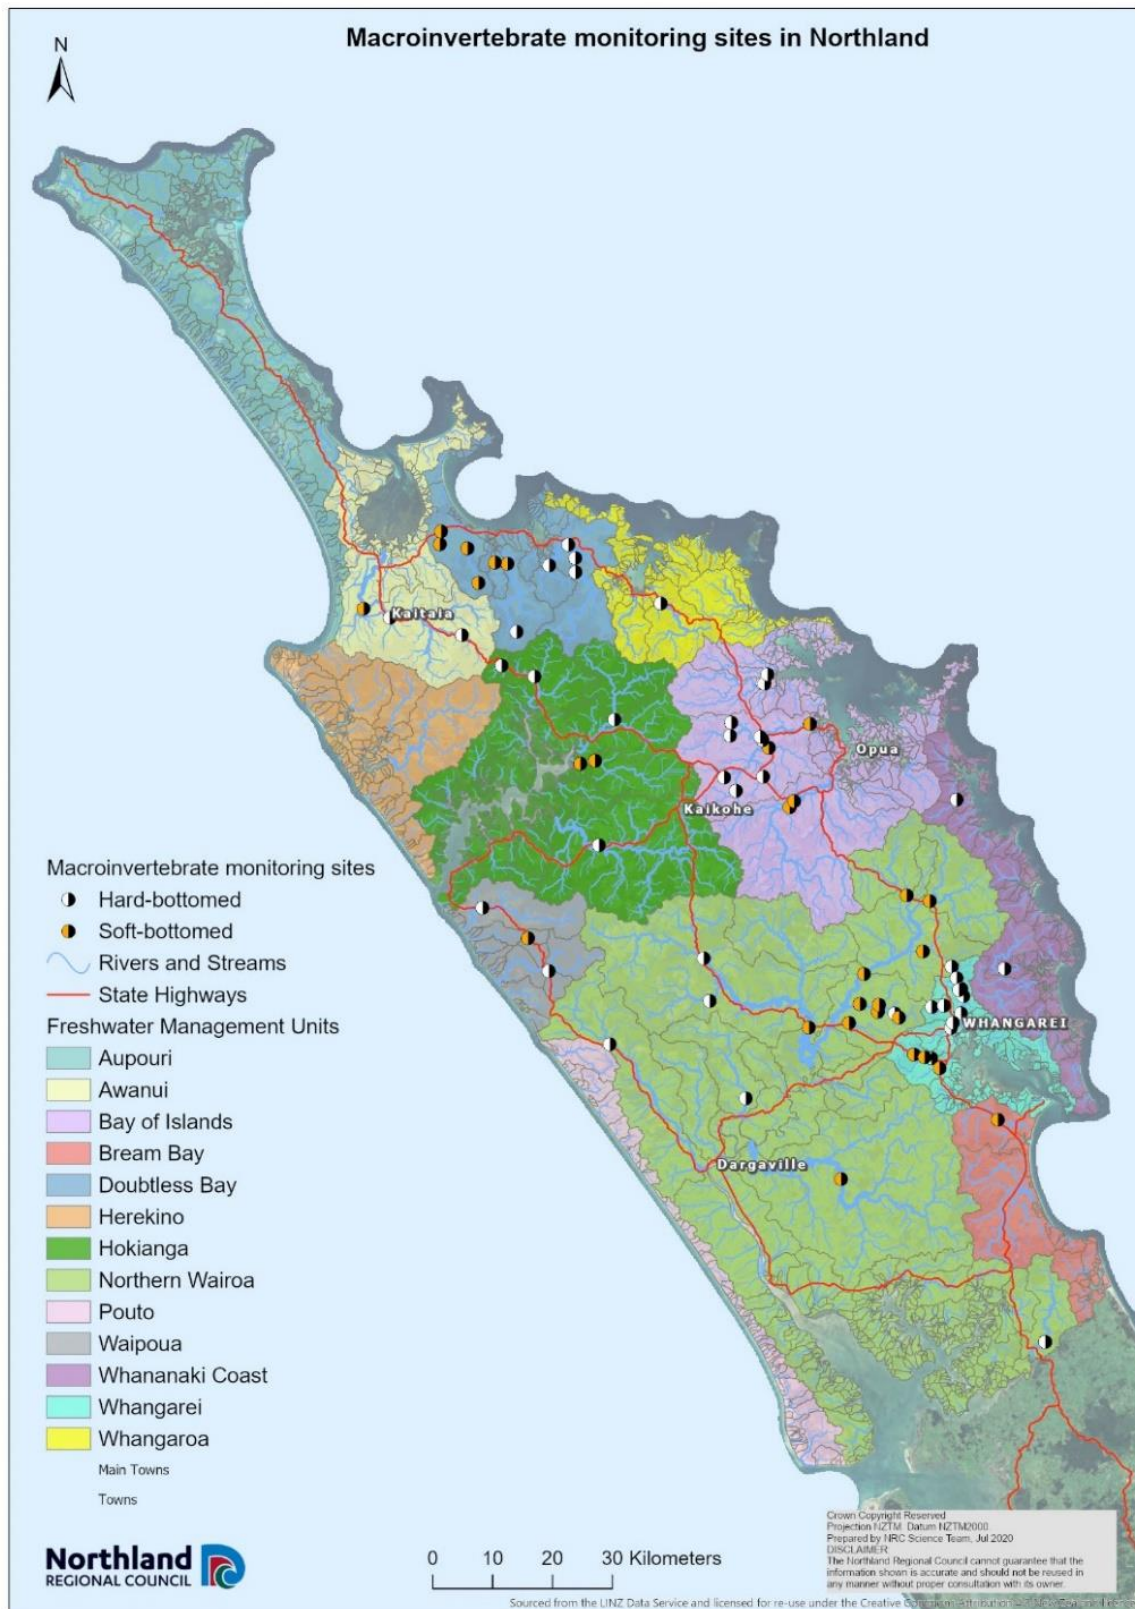 Macroinvertebrate monitoring sites in Northland
N
Kaitaia
Opua
Kaikohe
WHANGAREI
Dargaville
Macroinvertebrate monitoring sites
Hard-bottomed
Soft-bottomed
Rivers and Streams
State Highways
Freshwater Management Units
Aupouri
Awanui
Bay of Islands
Bream Bay
Doubtless Bay
Herekino
Hokianga
Northern Wairoa
Pouto
Waipoua
Whananaki Coast
Whangarei
Whangaroa
Main Towns
Towns
Northland
REGIONAL COUNCIL
0 10 20 30 Kilometers
Crown Copyright Reserved
Projection NZTM. Datum NZTM2000
Prepared by NRC Science Team, Jul 2020
DISCLAIMER:
The Northland Regional Council cannot guarantee that the
information shown is accurate and should not be reused in
any manner without proper consultation with its owner.
Sourced from the LINZ Data Service and licensed for re-use under the Creative Commons Attribution